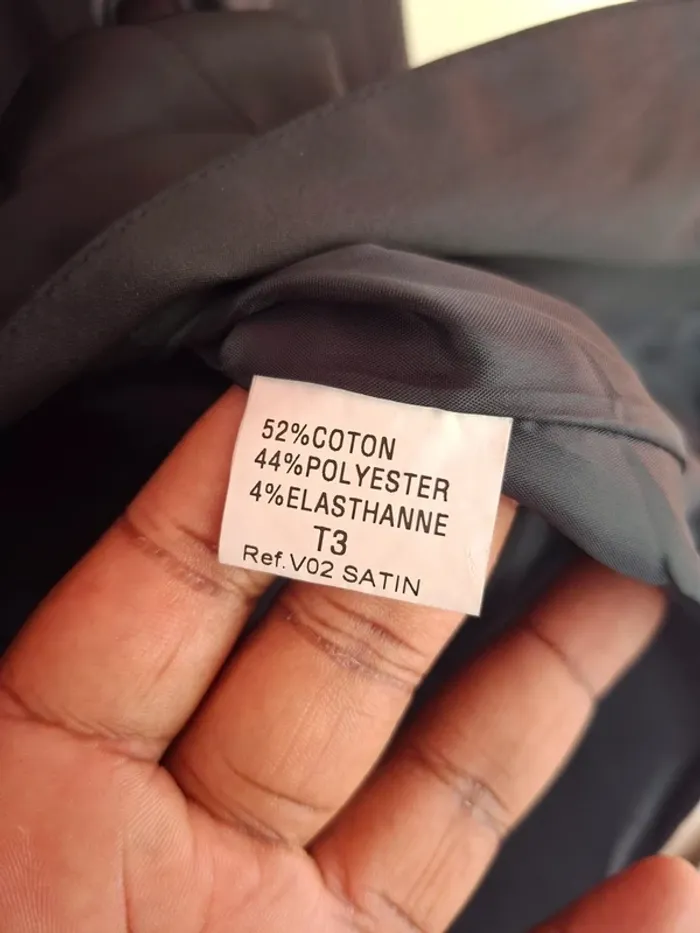 52%COTON
44%POLYESTER
4%ELASTHANNE
T3
Ref.V02 SATIN